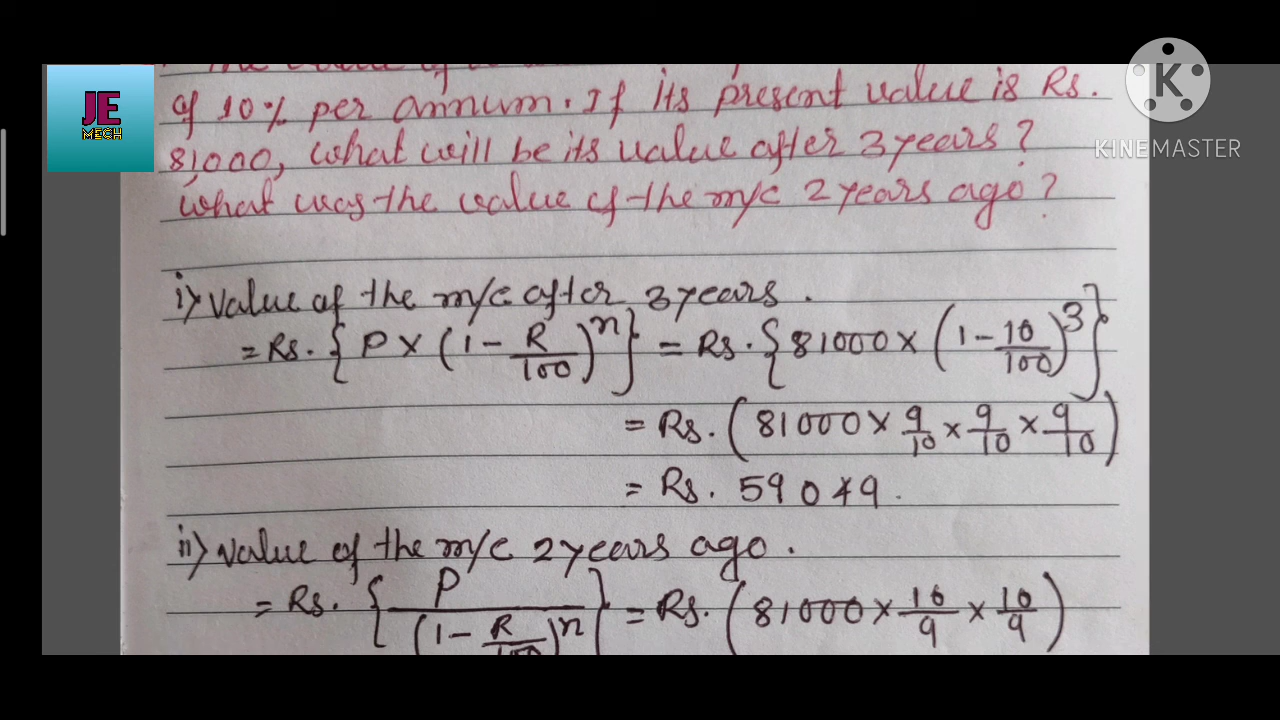 JE
MECH
KINEMASTER
of 10% per annum. If its present value is Rs.
81,000, what will be its value after 3 years?
what was the value of the m/c 2 years ago?
i) Value of the m/c after 3 years.
= Rs. { P × (1 - R/100)^n } = Rs. { 81000 × (1 - 10/100)^3 }
= Rs. (81000 × 9/10 × 9/10 × 9/10)
= Rs. 59049.
ii) value of the m/c 2 years ago.
= Rs. { P / (1 - R/100)^n } = Rs. (81000 × 10/9 × 10/9)